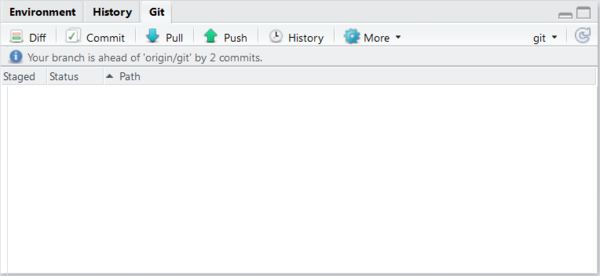 Environment History Git
Diff Commit Pull Push History More git
Your branch is ahead of 'origin/git' by 2 commits.
Staged Status Path